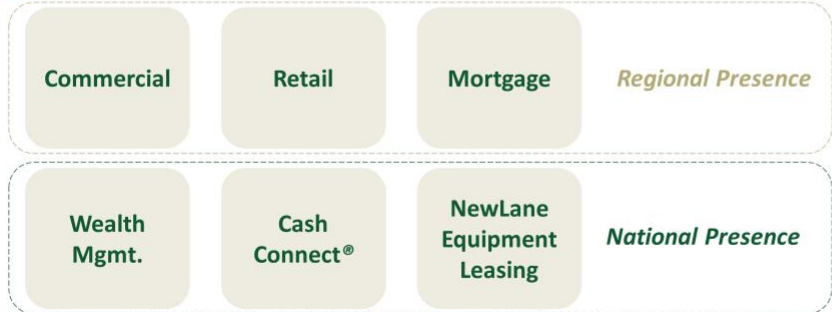 Commercial
Retail
Mortgage
Regional Presence
Wealth
Mgmt.
Cash
Connect®
NewLane
Equipment
Leasing
National Presence